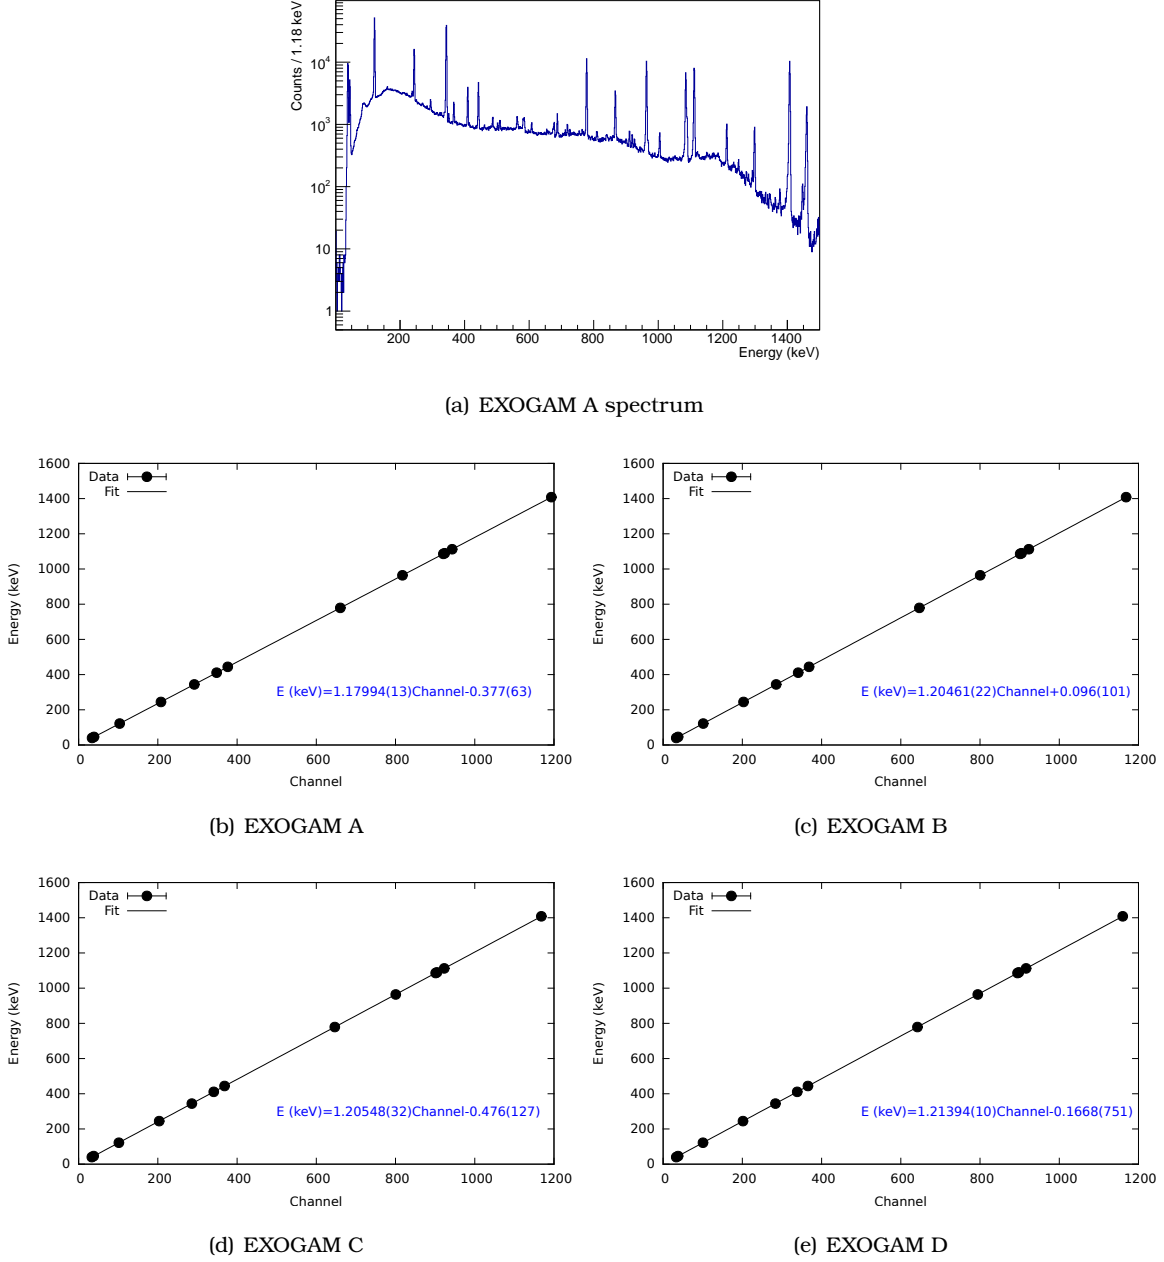 Counts / 1.18 keV
10^4
10^3
10^2
10
1
200 400 600 800 1000 1200 1400
Energy (keV)
(a) EXOGAM A spectrum
Data
Fit
1600
1400
1200
1000
800
600
400
200
0
Energy (keV)
E (keV)=1.17994(13)Channel-0.377(63)
0 200 400 600 800 1000 1200
Channel
(b) EXOGAM A
Data
Fit
1600
1400
1200
1000
800
600
400
200
0
Energy (keV)
E (keV)=1.20461(22)Channel+0.096(101)
0 200 400 600 800 1000 1200
Channel
(c) EXOGAM B
Data
Fit
1600
1400
1200
1000
800
600
400
200
0
Energy (keV)
E (keV)=1.20548(32)Channel-0.476(127)
0 200 400 600 800 1000 1200
Channel
(d) EXOGAM C
Data
Fit
1600
1400
1200
1000
800
600
400
200
0
Energy (keV)
E (keV)=1.21394(10)Channel-0.1668(751)
0 200 400 600 800 1000 1200
Channel
(e) EXOGAM D